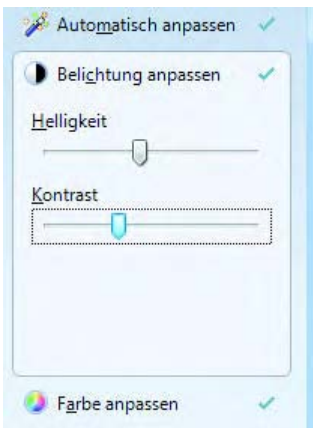 Automatisch anpassen
Belichtung anpassen
Helligkeit
Kontrast
Farbe anpassen